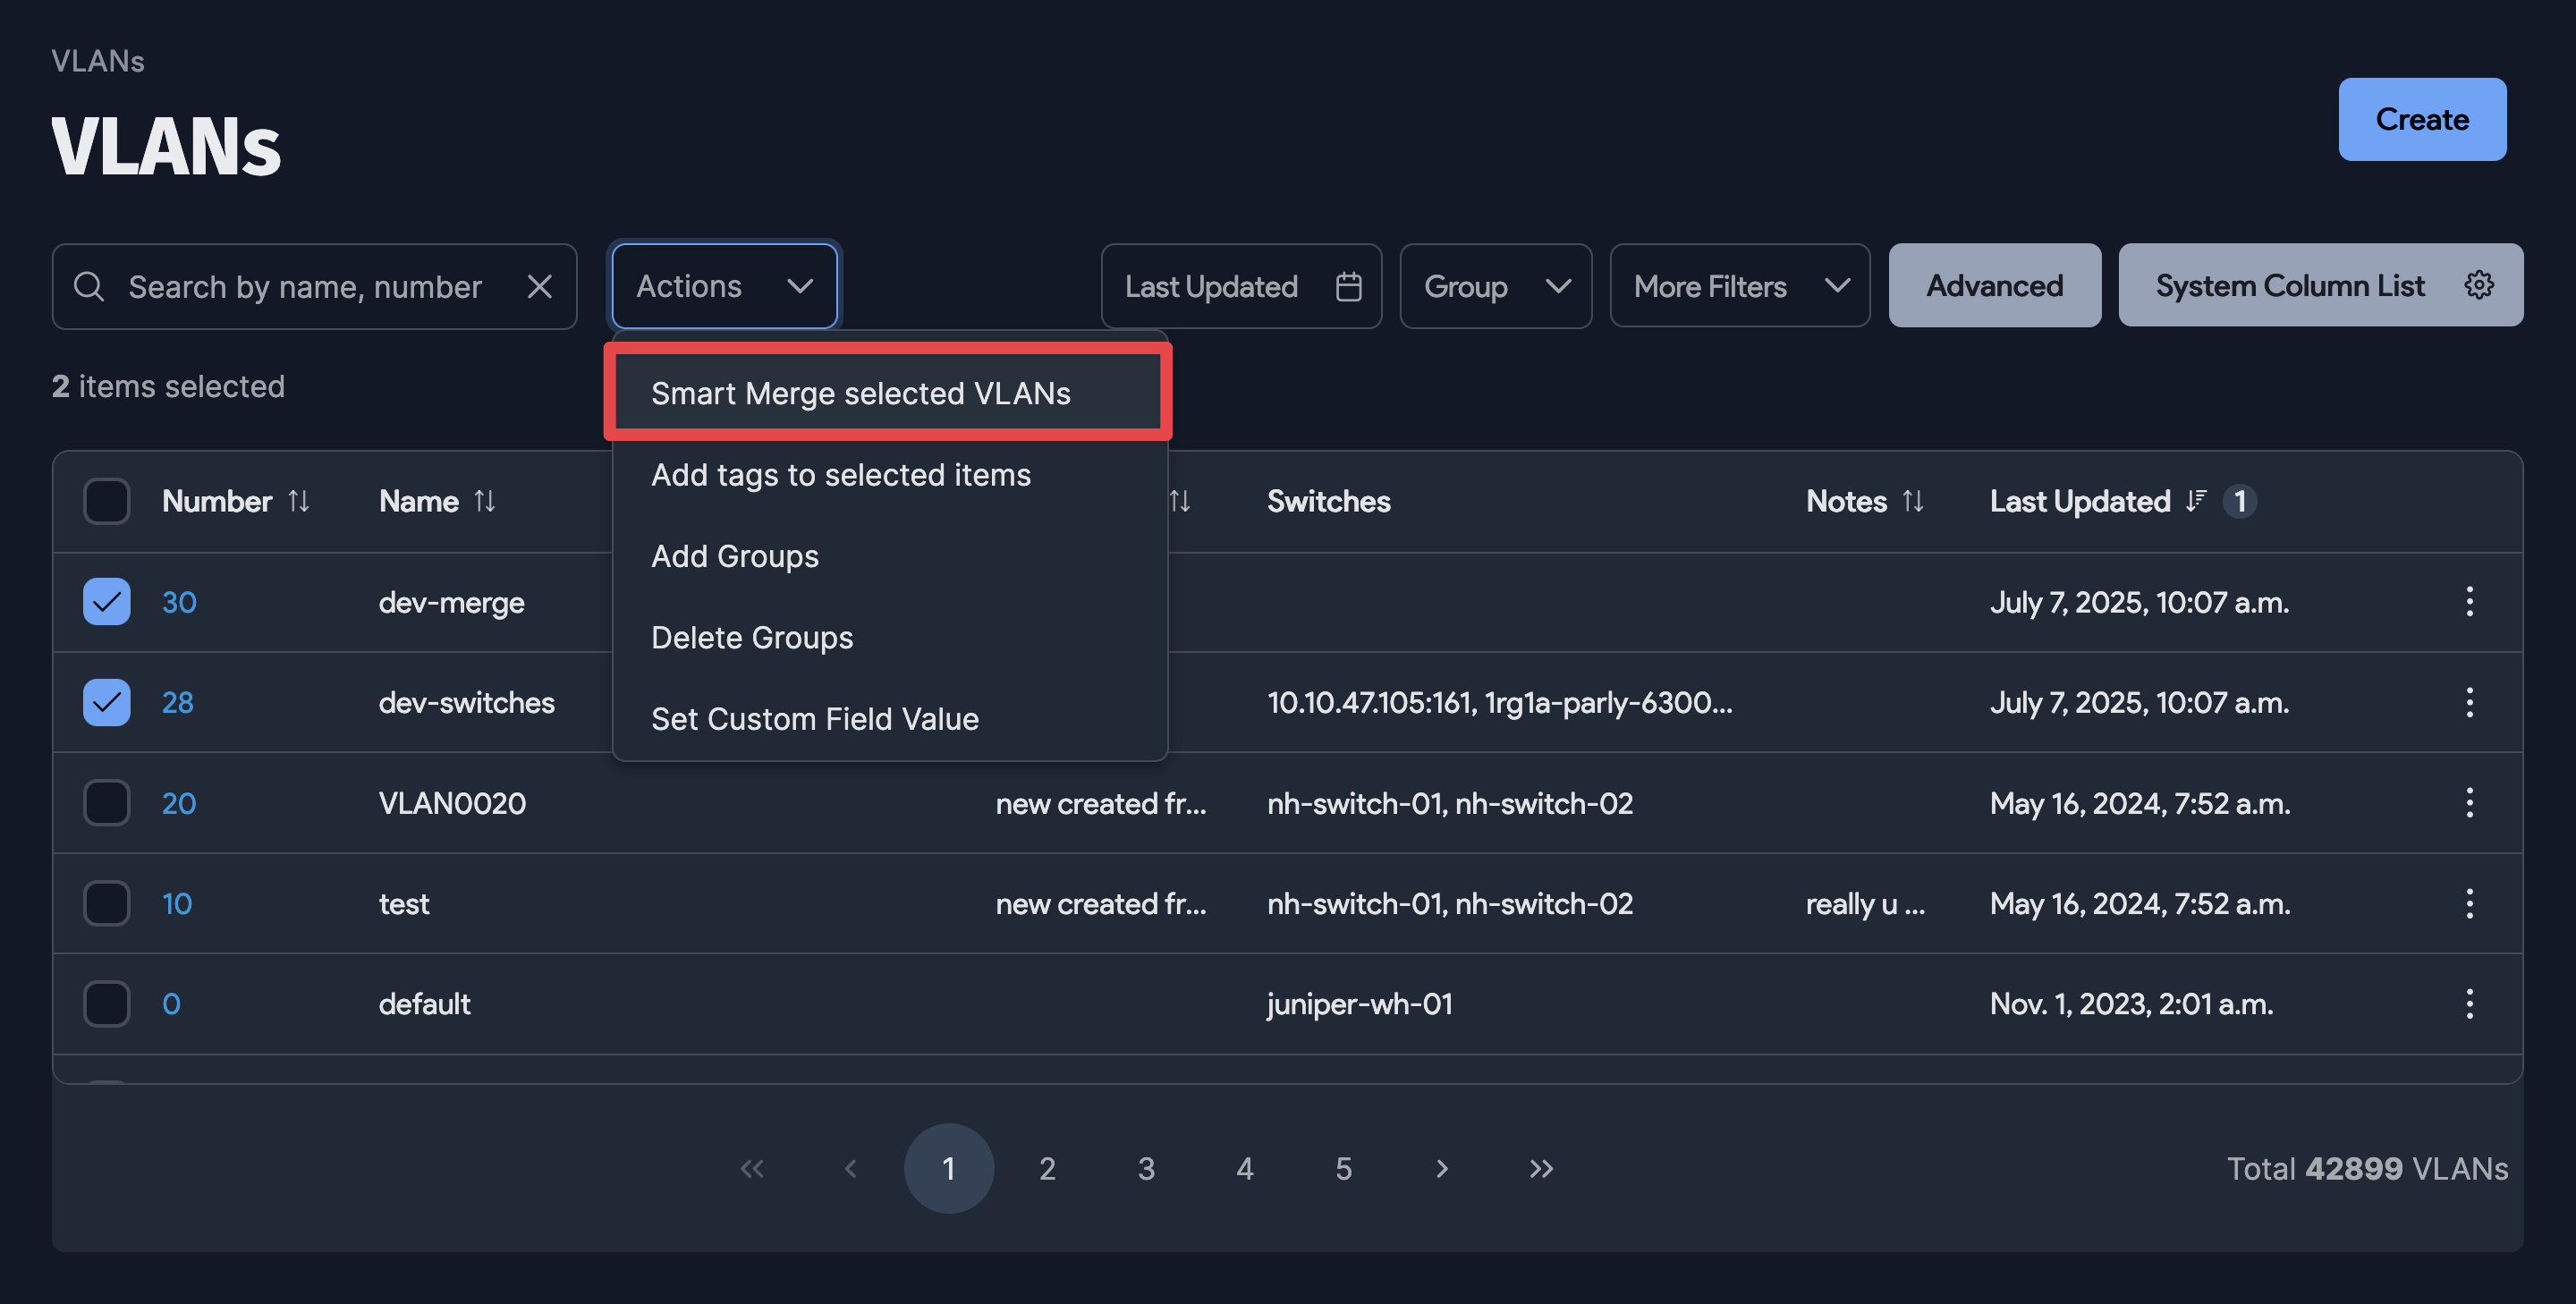 VLANs
VLANs
Create
Search by name, number
Actions
Last Updated
Group
More Filters
Advanced
System Column List
2 items selected
Smart Merge selected VLANs
Add tags to selected items
Add Groups
Delete Groups
Set Custom Field Value
Number Name Switches Notes Last Updated 1
30 dev-merge July 7, 2025, 10:07 a.m.
28 dev-switches 10.10.47.105:161, 1rg1a-parly-6300... July 7, 2025, 10:07 a.m.
20 VLAN0020 new created fr... nh-switch-01, nh-switch-02 May 16, 2024, 7:52 a.m.
10 test new created fr... nh-switch-01, nh-switch-02 really u ... May 16, 2024, 7:52 a.m.
0 default juniper-wh-01 Nov. 1, 2023, 2:01 a.m.
« ‹ 1 2 3 4 5 › »
Total 42899 VLANs